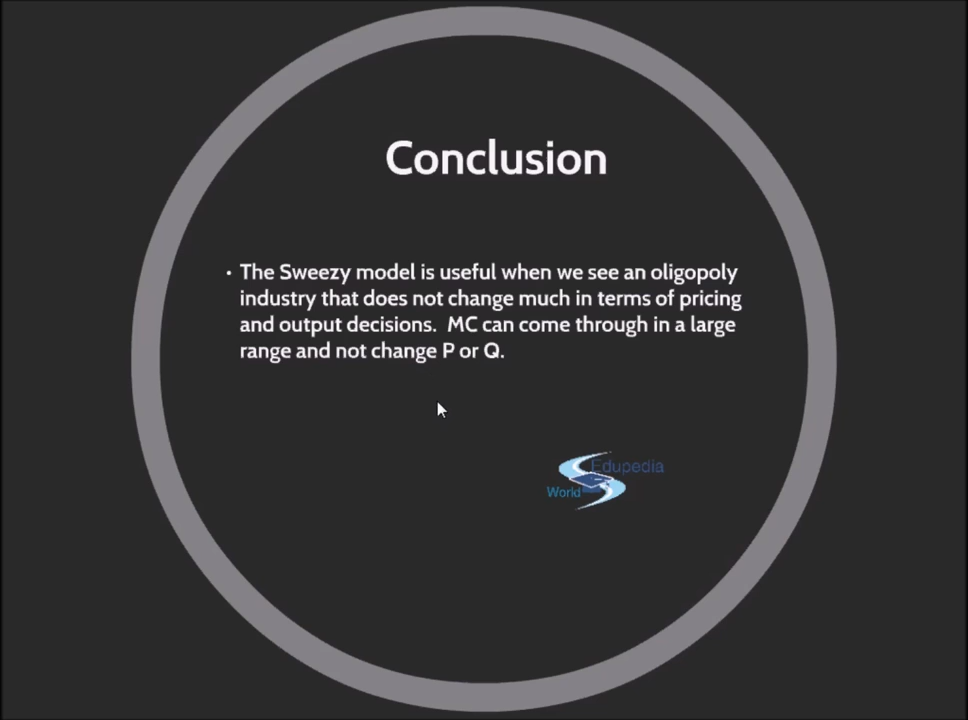 Conclusion
• The Sweezy model is useful when we see an oligopoly
industry that does not change much in terms of pricing
and output decisions.  MC can come through in a large
range and not change P or Q.
Edupedia
World